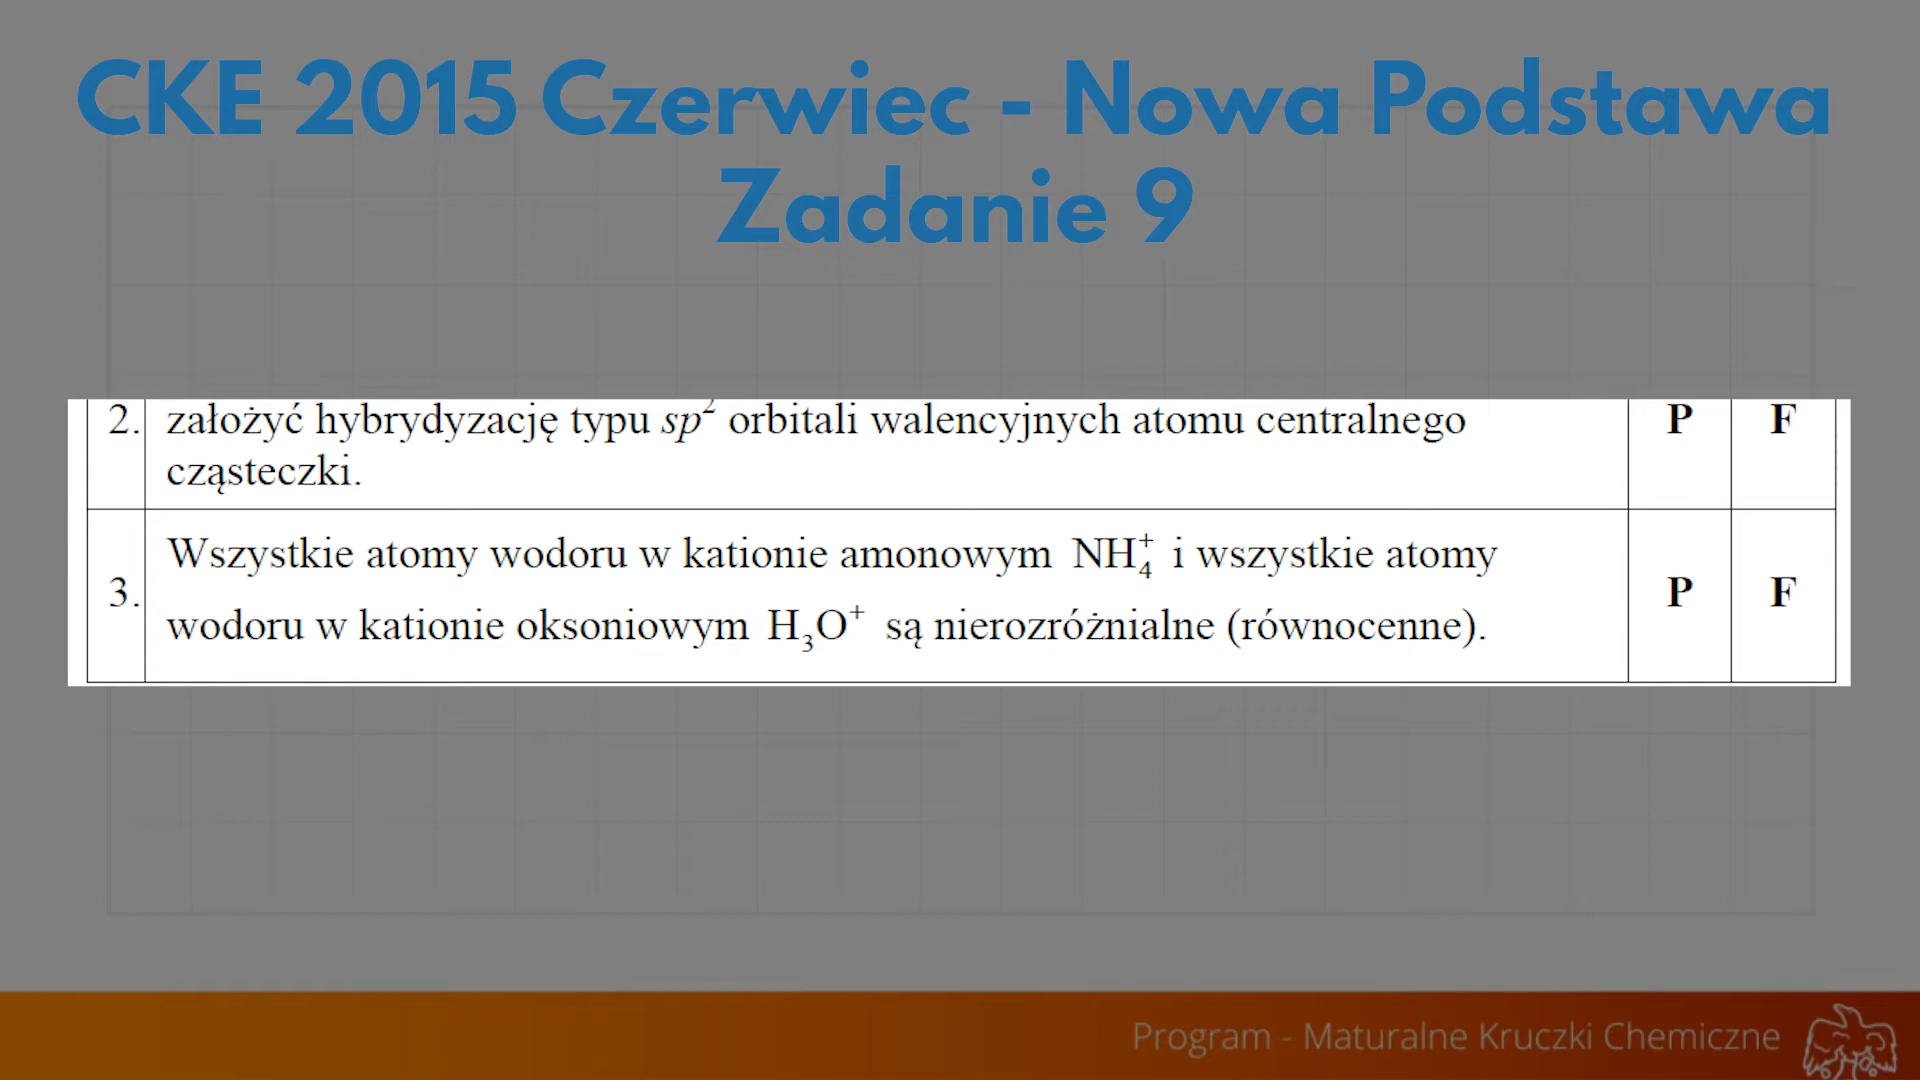 CKE 2015 Czerwiec - Nowa Podstawa
Zadanie 9
2. założyć hybrydyzację typu sp² orbitali walencyjnych atomu centralnego P F
cząsteczki.
Wszystkie atomy wodoru w kationie amonowym NH₄⁺ i wszystkie atomy
3. P F
wodoru w kationie oksoniowym H₃O⁺ są nierozróżnialne (równocenne).
Program - Maturalne Kruczki Chemiczne